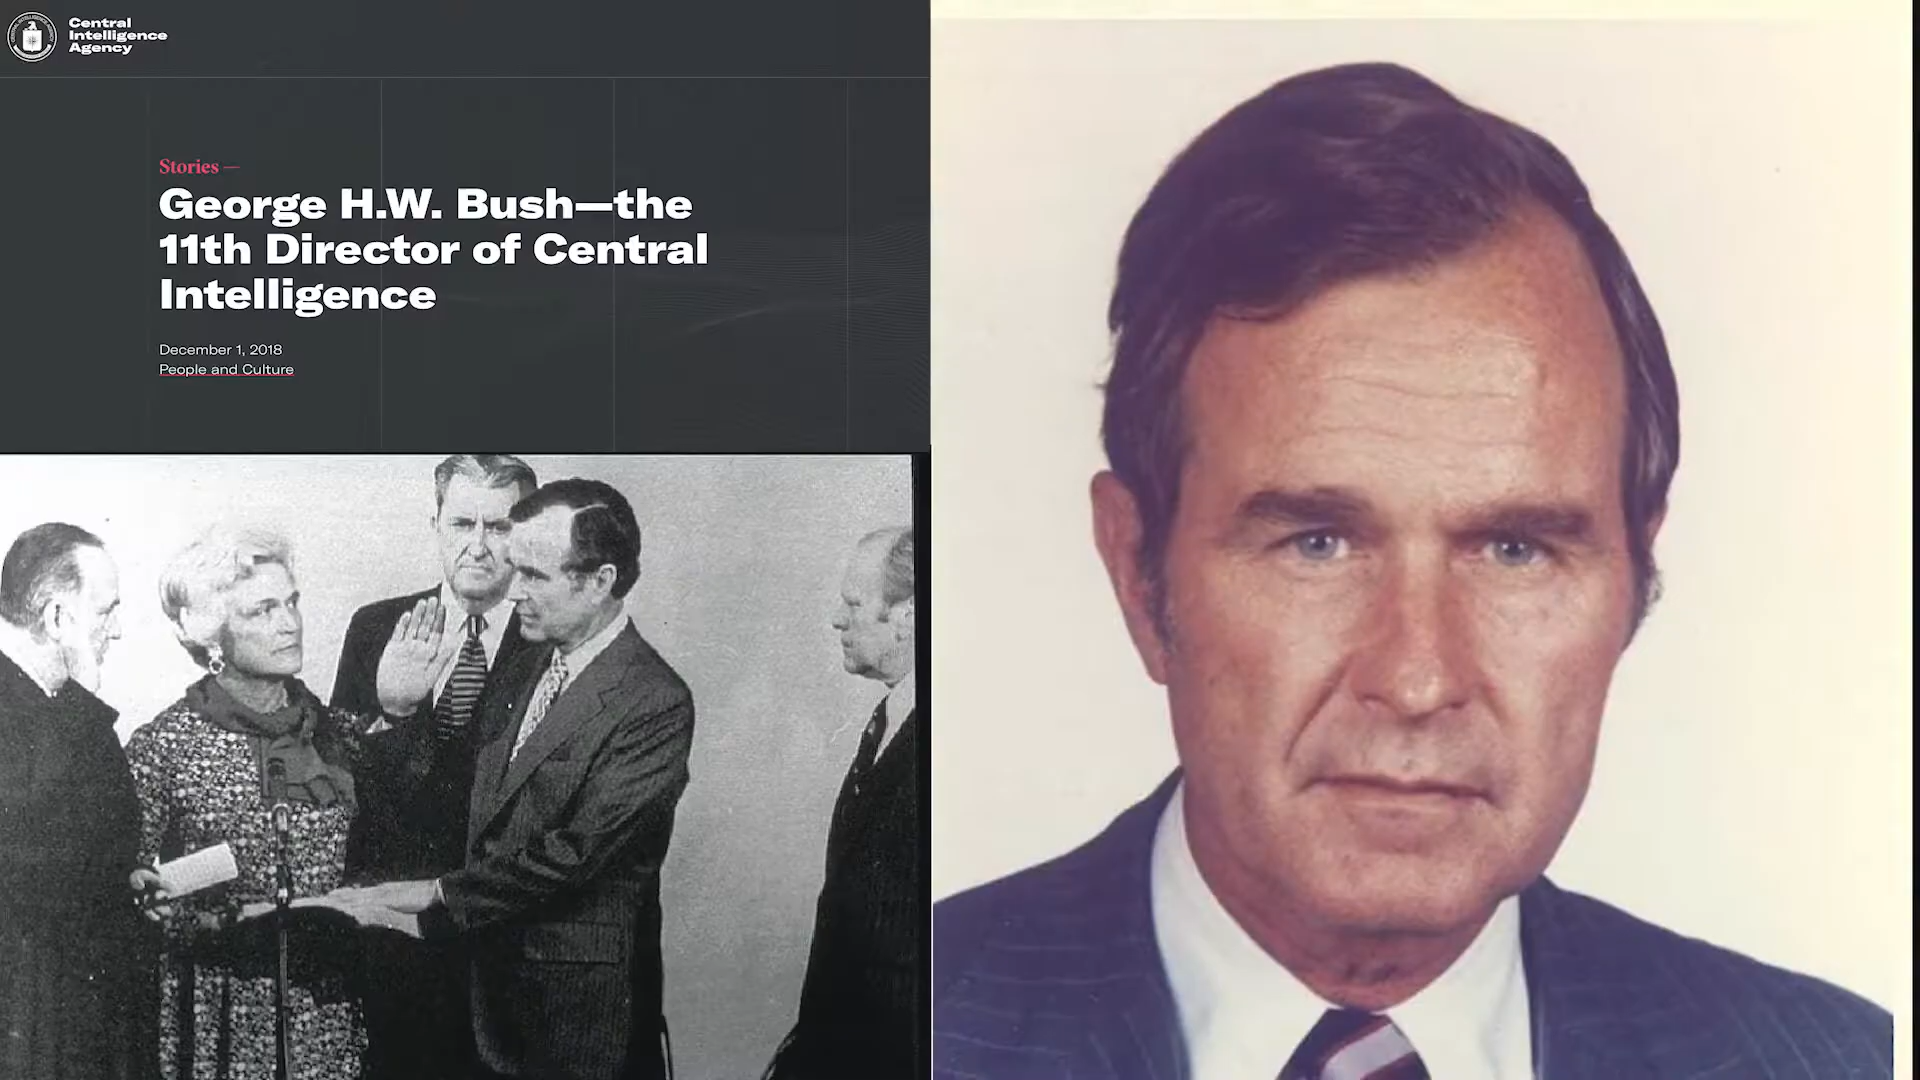 Central
Intelligence
Agency
Stories —
George H.W. Bush—the
11th Director of Central
Intelligence
December 1, 2018
People and Culture